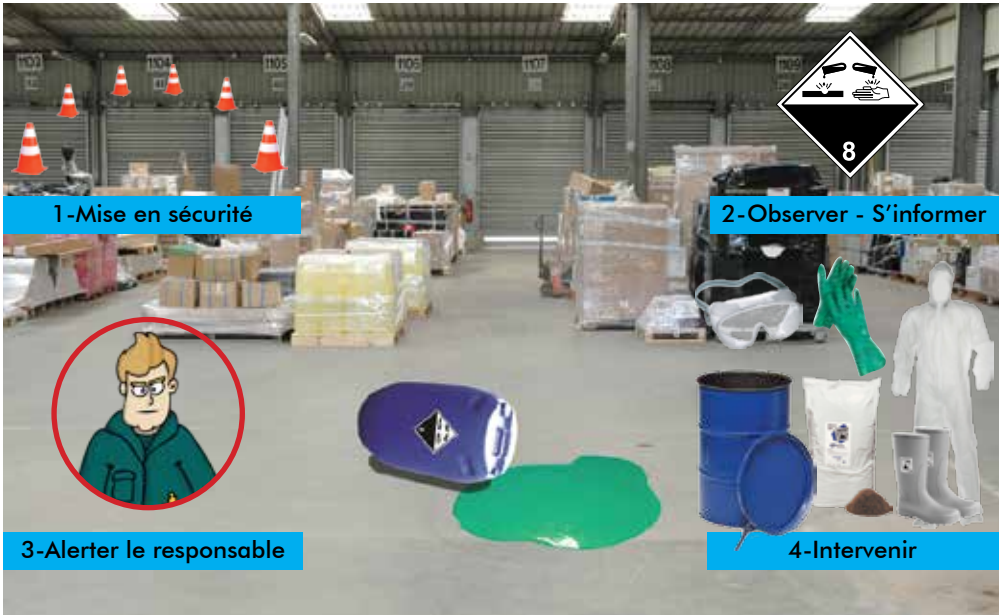 1103
1104
1105
1106
1107
1109
8
1-Mise en sécurité
2-Observer - S’informer
3-Alerter le responsable
4-Intervenir